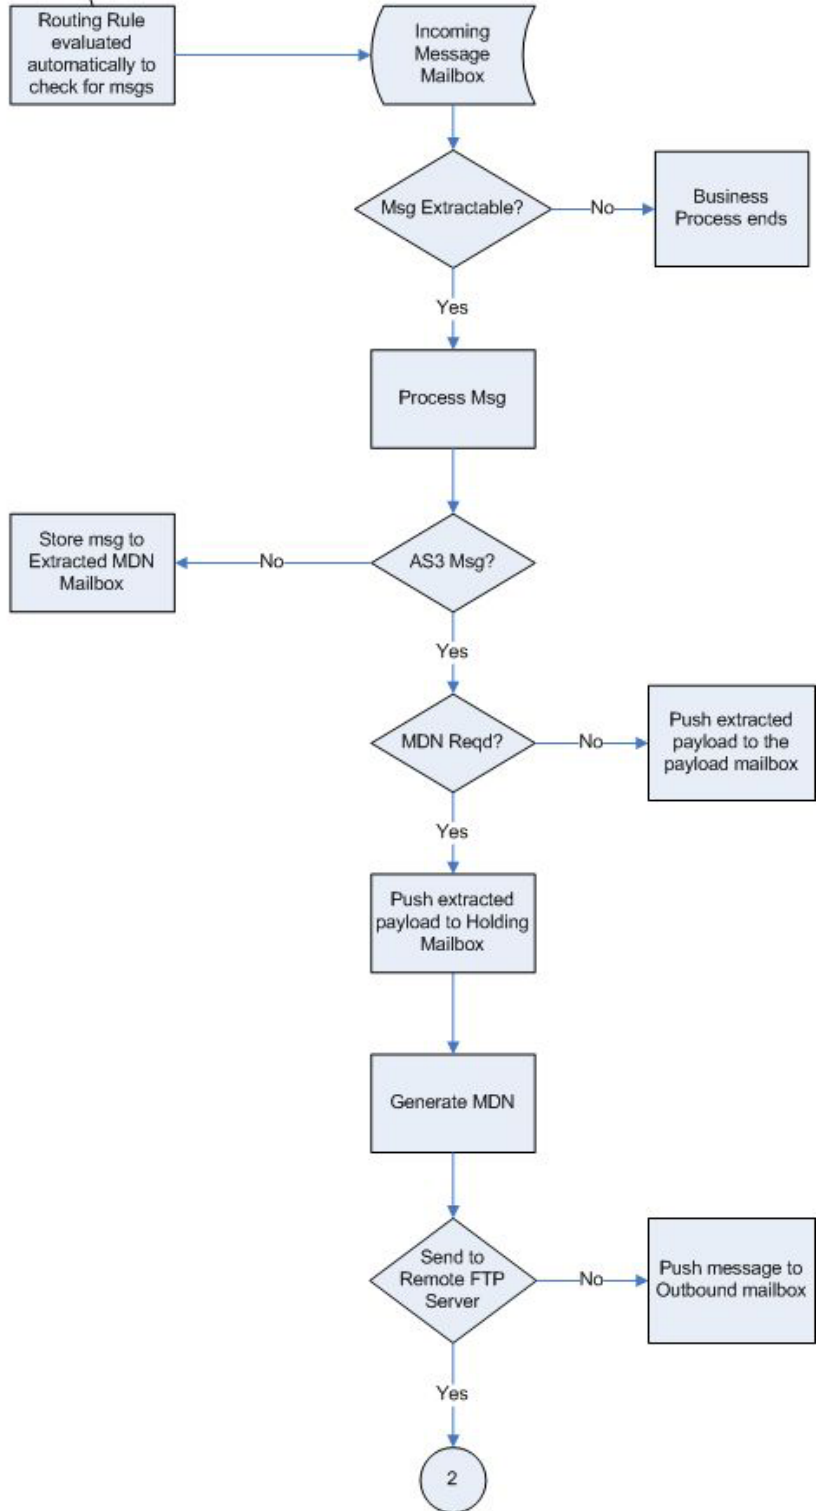 Routing Rule
evaluated
automatically to
check for msgs
Incoming
Message
Mailbox
Msg Extractable?
No
Business
Process ends
Yes
Process Msg
AS3 Msg?
No
Store msg to
Extracted MDN
Mailbox
Yes
MDN Reqd?
No
Push extracted
payload to the
payload mailbox
Yes
Push extracted
payload to Holding
Mailbox
Generate MDN
Send to
Remote FTP
Server
No
Push message to
Outbound mailbox
Yes
2